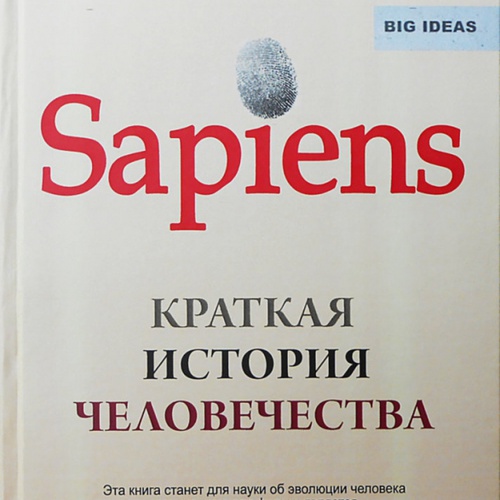 BIG IDEAS
Sapiens
КРАТКАЯ
ИСТОРИЯ
ЧЕЛОВЕЧЕСТВА
Эта книга станет для науки об эволюции человека